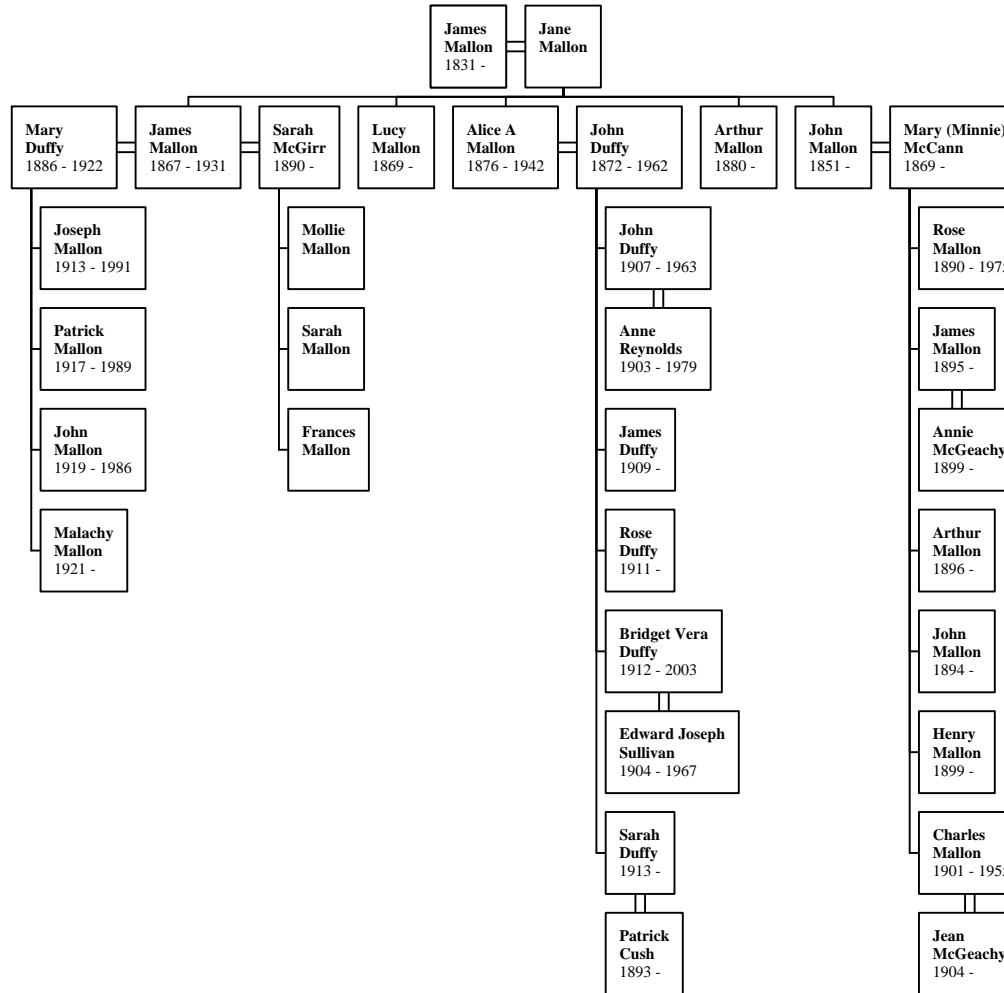 James
Mallon
1831 -
Jane
Mallon
Mary
Duffy
1886 - 1922
James
Mallon
1867 - 1931
Sarah
McGirr
1890 -
Lucy
Mallon
1869 -
Alice A
Mallon
1876 - 1942
John
Duffy
1872 - 1962
Arthur
Mallon
1880 -
John
Mallon
1851 -
Mary (Minnie)
McCann
1869 -
Joseph
Mallon
1913 - 1991
Patrick
Mallon
1917 - 1989
John
Mallon
1919 - 1986
Malachy
Mallon
1921 -
Mollie
Mallon
Sarah
Mallon
Frances
Mallon
John
Duffy
1907 - 1963
Anne
Reynolds
1903 - 1979
James
Duffy
1909 -
Rose
Duffy
1911 -
Bridget Vera
Duffy
1912 - 2003
Edward Joseph
Sullivan
1904 - 1967
Sarah
Duffy
1913 -
Patrick
Cush
1893 -
Rose
Mallon
1890 - 1975
James
Mallon
1895 -
Annie
McGeachy
1899 -
Arthur
Mallon
1896 -
John
Mallon
1894 -
Henry
Mallon
1899 -
Charles
Mallon
1901 - 1955
Jean
McGeachy
1904 -